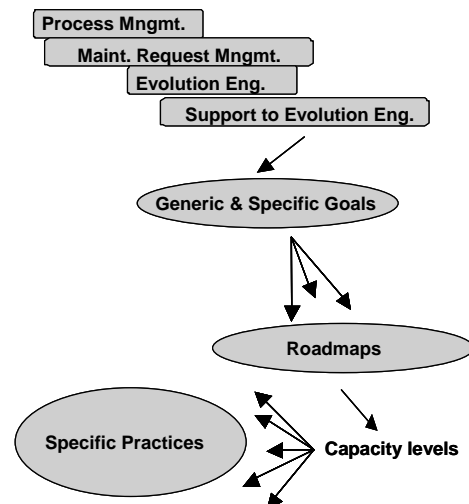 Process Mngmt.
Maint. Request Mngmt.
Evolution Eng.
Support to Evolution Eng.
Generic & Specific Goals
Roadmaps
Specific Practices
Capacity levels